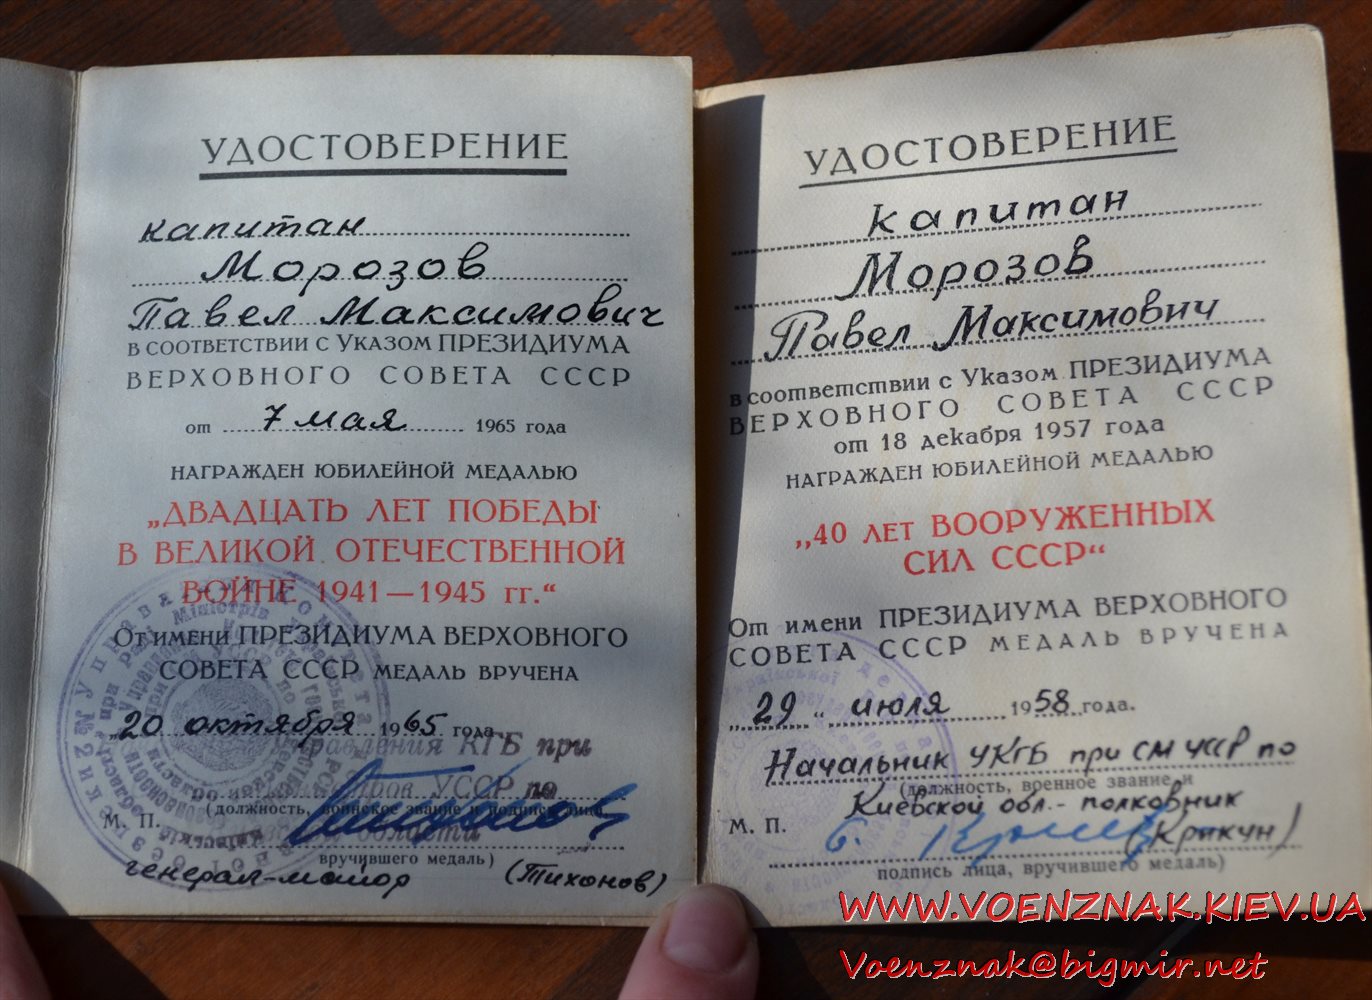 УДОСТОВЕРЕНИЕ
капитан
Морозов
Павел Максимович
в соответствии с Указом ПРЕЗИДИУМА
ВЕРХОВНОГО СОВЕТА СССР
от 7 мая 1965 года
НАГРАЖДЕН ЮБИЛЕЙНОЙ МЕДАЛЬЮ
„ДВАДЦАТЬ ЛЕТ ПОБЕДЫ
В ВЕЛИКОЙ ОТЕЧЕСТВЕННОЙ
ВОЙНЕ 1941—1945 гг.“
От имени ПРЕЗИДИУМА ВЕРХОВНОГО
СОВЕТА СССР МЕДАЛЬ ВРУЧЕНА
„20 октября 1965 года
Управления КГБ при
УССР по
(должность, воинское звание и подпись лица,
М. П.
области
вручившего медаль)
генерал-майор (Тихонов)
УДОСТОВЕРЕНИЕ
капитан
Морозов
Павел Максимович
в соответствии с Указом ПРЕЗИДИУМА
ВЕРХОВНОГО СОВЕТА СССР
от 18 декабря 1957 года
НАГРАЖДЕН ЮБИЛЕЙНОЙ МЕДАЛЬЮ
„40 лет ВООРУЖЕННЫХ
СИЛ СССР“
От имени ПРЕЗИДИУМА ВЕРХОВНОГО
СОВЕТА СССР МЕДАЛЬ ВРУЧЕНА
„29“ июля 1958 года.
Начальник УКГБ при СМ УССР по
(должность, военное звание и
Киевской обл.- полковник
М. П.
(Крикун)
подпись лица, вручившего медаль)
WWW.VOENZNAK.KIEV.UA
Voenznak@bigmir.net